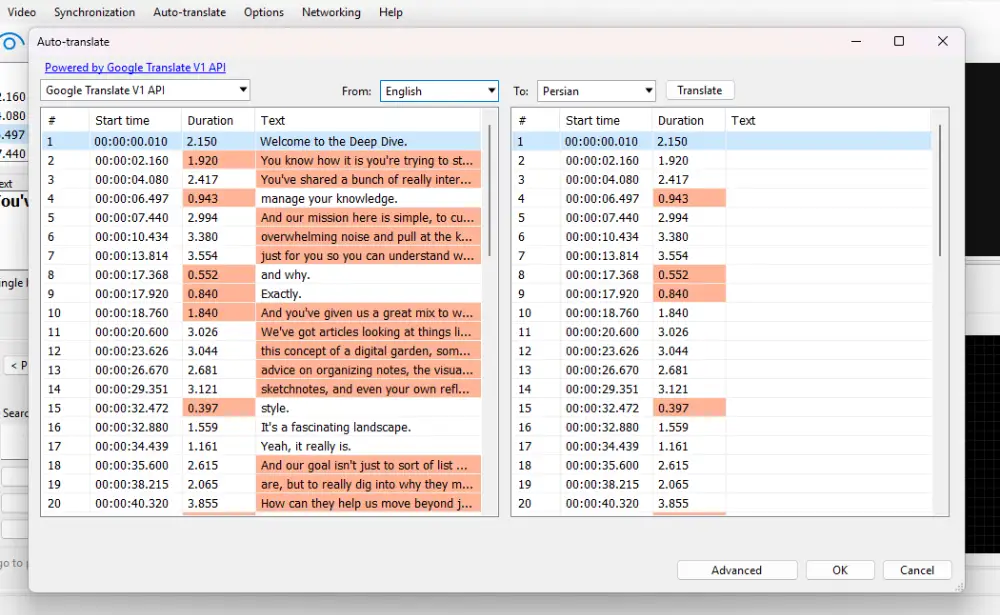 Video Synchronization Auto-translate Options Networking Help
Auto-translate
Powered by Google Translate V1 API
Google Translate V1 API From: English To: Persian Translate
# Start time Duration Text # Start time Duration Text
1 00:00:00.010 2.150 Welcome to the Deep Dive. 1 00:00:00.010 2.150
2 00:00:02.160 1.920 You know how it is you're trying to st... 2 00:00:02.160 1.920
3 00:00:04.080 2.417 You've shared a bunch of really inter... 3 00:00:04.080 2.417
4 00:00:06.497 0.943 manage your knowledge. 4 00:00:06.497 0.943
5 00:00:07.440 2.994 And our mission here is simple, to cu... 5 00:00:07.440 2.994
6 00:00:10.434 3.380 overwhelming noise and pull at the k... 6 00:00:10.434 3.380
7 00:00:13.814 3.554 just for you so you can understand w... 7 00:00:13.814 3.554
8 00:00:17.368 0.552 and why. 8 00:00:17.368 0.552
9 00:00:17.920 0.840 Exactly. 9 00:00:17.920 0.840
10 00:00:18.760 1.840 And you've given us a great mix to w... 10 00:00:18.760 1.840
11 00:00:20.600 3.026 We've got articles looking at things li... 11 00:00:20.600 3.026
12 00:00:23.626 3.044 this concept of a digital garden, som... 12 00:00:23.626 3.044
13 00:00:26.670 2.681 advice on organizing notes, the visua... 13 00:00:26.670 2.681
14 00:00:29.351 3.121 sketchnotes, and even your own refl... 14 00:00:29.351 3.121
15 00:00:32.472 0.397 style. 15 00:00:32.472 0.397
16 00:00:32.880 1.559 It's a fascinating landscape. 16 00:00:32.880 1.559
17 00:00:34.439 1.161 Yeah, it really is. 17 00:00:34.439 1.161
18 00:00:35.600 2.615 And our goal isn't just to sort of list ... 18 00:00:35.600 2.615
19 00:00:38.215 2.065 are, but to really dig into why they m... 19 00:00:38.215 2.065
20 00:00:40.320 3.855 How can they help us move beyond j... 20 00:00:40.320 3.855
Advanced OK Cancel